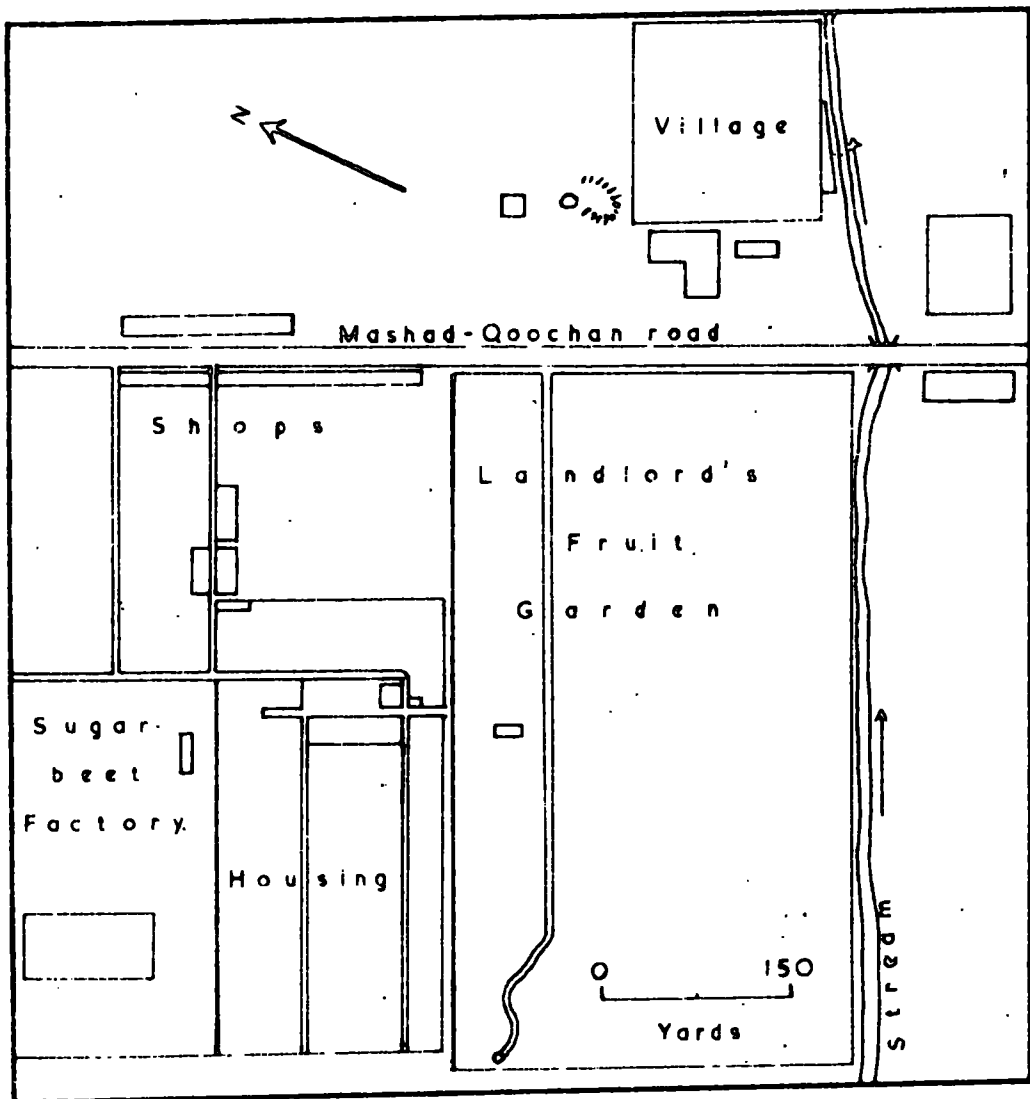 Village
N
Mashad-Qoochan road
Shops
Landlord's
Fruit
Garden
Sugar-
beet
Factory.
Housing
0 150
Yards
Stream